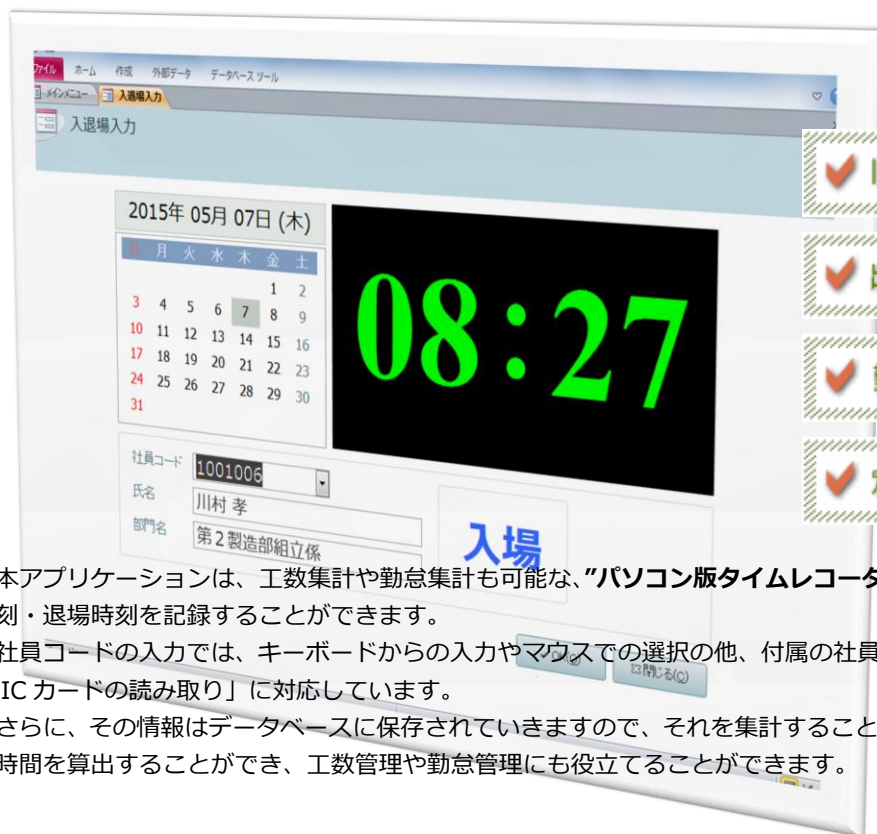 ファイル ホーム 作成 外部データ データベース ツール
メインメニュー 入退場入力
入退場入力
2015年 05月 07日 (木)
日 月 火 水 木 金 土
1 2
3 4 5 6 7 8 9
10 11 12 13 14 15 16
17 18 19 20 21 22 23
24 25 26 27 28 29 30
31
08:27
社員コード 1001006
氏名 川村 孝
部門名 第2製造部組立係
入場
閉じる(C)
本アプリケーションは、工数集計や勤怠集計も可能な、”パソコン版タイムレコーダ
刻・退場時刻を記録することができます。
社員コードの入力では、キーボードからの入力やマウスでの選択の他、付属の社員
ICカードの読み取り」に対応しています。
さらに、その情報はデータベースに保存されていきますので、それを集計すること
時間を算出することができ、工数管理や勤怠管理にも役立てることができます。